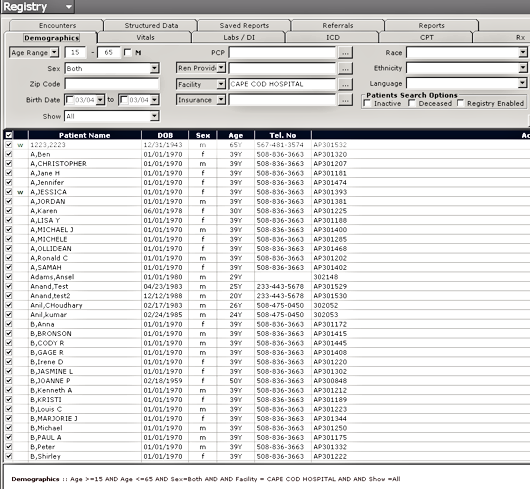 Registry
Encounters Structured Data Saved Reports Referrals Reports
Demographics Vitals Labs / DI ICD CPT Rx
Age Range 15 - 65 M PCP ... Race
Sex Both Ren Provide ... Ethnicity
Zip Code Facility CAPE COD HOSPITAL ... Language
Birth Date 03/04 to 03/04 Insurance ... Patients Search Options
Show All Inactive Deceased Registry Enabled
Patient Name DOB Sex Age Tel. No Ac
w 1223,2223 12/31/1943 m 65Y 567-481-3574 AP301532
A,Ben 01/01/1970 f 39Y 508-836-3663 AP301320
A,CHRISTOPHER 01/01/1970 m 39Y 508-836-3663 AP301207
A,Jane H 01/01/1970 f 39Y 508-836-3663 AP301181
A,Jennifer 01/01/1970 f 39Y 508-836-3663 AP301474
w A,JESSICA 01/01/1970 f 39Y 508-836-3663 AP301292
A,JORDAN 01/01/1970 m 39Y 508-836-3663 AP301381
A,Karen 06/01/1978 f 30Y 508-836-3663 AP301225
A,LISA Y 01/01/1970 f 39Y 508-836-3663 AP301188
A,MICHAEL J 01/01/1970 m 39Y 508-836-3663 AP301400
A,MICHELE 01/01/1970 m 39Y 508-836-3663 AP301285
A,OLLIDEAN 01/01/1970 f 39Y 508-836-3663 AP301468
A,Ronald C 01/01/1970 m 39Y 508-836-3663 AP301202
A,SAMAH 01/01/1970 f 39Y 508-836-3663 AP301402
Adams,Ansel 01/01/1980 m 29Y 302148
Anand,Test 04/23/1983 m 25Y 233-443-5678 AP301529
Anand,test2 12/12/1988 m 20Y 233-443-5678 AP301530
Anil,CHoudhary 02/17/1983 m 26Y 508-475-0450 302052
Anil,kumar 02/24/1985 m 24Y 508-475-0450 302053
B,Anna 01/01/1970 f 39Y 508-836-3663 AP301172
B,BRONSON 01/01/1970 m 39Y 508-836-3663 AP301415
B,CODY R 01/01/1970 m 39Y 508-836-3663 AP301445
B,GAGE R 01/01/1970 m 39Y 508-836-3663 AP301408
B,Irene D 01/01/1970 f 39Y 508-836-3663 AP301220
B,JASMINE L 01/01/1970 f 39Y 508-836-3663 AP301302
B,JOANNE P 02/18/1959 f 50Y 508-836-3663 AP300848
B,Kenneth A 01/01/1970 m 39Y 508-836-3663 AP301212
B,KRISTI 01/01/1970 f 39Y 508-836-3663 AP301189
B,Louis C 01/01/1970 m 39Y 508-836-3663 AP301223
B,MARJORIE J 01/01/1970 f 39Y 508-836-3663 AP301344
B,Michael 01/01/1970 m 39Y 508-836-3663 AP301250
B,PAUL A 01/01/1970 m 39Y 508-836-3663 AP301175
B,Peter 01/01/1970 m 39Y 508-836-3663 AP301332
B,Shirley 01/01/1970 f 39Y 508-836-3663 AP301222
Demographics :: Age >=15 AND Age <=65 AND Sex=Both AND AND Facility = CAPE COD HOSPITAL AND AND Show =All